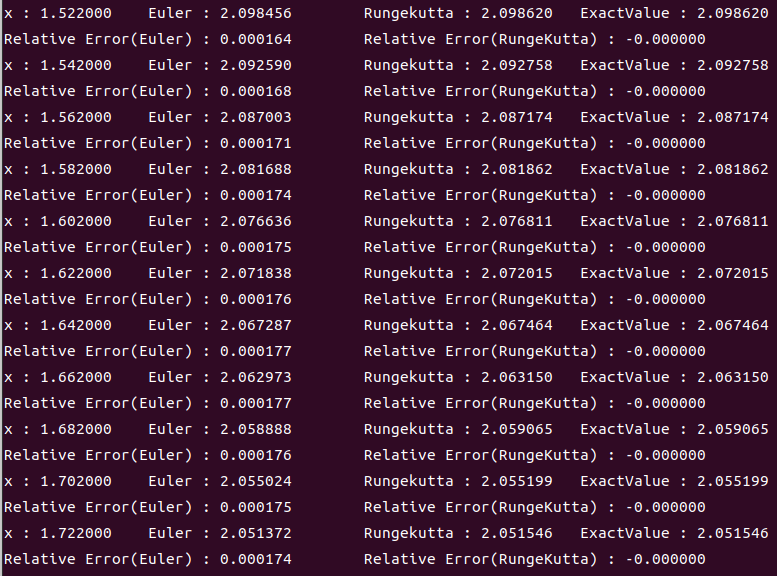 x : 1.522000    Euler : 2.098456        Rungekutta : 2.098620   ExactValue : 2.098620
Relative Error(Euler) : 0.000164        Relative Error(RungeKutta) : -0.000000
x : 1.542000    Euler : 2.092590        Rungekutta : 2.092758   ExactValue : 2.092758
Relative Error(Euler) : 0.000168        Relative Error(RungeKutta) : -0.000000
x : 1.562000    Euler : 2.087003        Rungekutta : 2.087174   ExactValue : 2.087174
Relative Error(Euler) : 0.000171        Relative Error(RungeKutta) : -0.000000
x : 1.582000    Euler : 2.081688        Rungekutta : 2.081862   ExactValue : 2.081862
Relative Error(Euler) : 0.000174        Relative Error(RungeKutta) : -0.000000
x : 1.602000    Euler : 2.076636        Rungekutta : 2.076811   ExactValue : 2.076811
Relative Error(Euler) : 0.000175        Relative Error(RungeKutta) : -0.000000
x : 1.622000    Euler : 2.071838        Rungekutta : 2.072015   ExactValue : 2.072015
Relative Error(Euler) : 0.000176        Relative Error(RungeKutta) : -0.000000
x : 1.642000    Euler : 2.067287        Rungekutta : 2.067464   ExactValue : 2.067464
Relative Error(Euler) : 0.000177        Relative Error(RungeKutta) : -0.000000
x : 1.662000    Euler : 2.062973        Rungekutta : 2.063150   ExactValue : 2.063150
Relative Error(Euler) : 0.000177        Relative Error(RungeKutta) : -0.000000
x : 1.682000    Euler : 2.058888        Rungekutta : 2.059065   ExactValue : 2.059065
Relative Error(Euler) : 0.000176        Relative Error(RungeKutta) : -0.000000
x : 1.702000    Euler : 2.055024        Rungekutta : 2.055199   ExactValue : 2.055199
Relative Error(Euler) : 0.000175        Relative Error(RungeKutta) : -0.000000
x : 1.722000    Euler : 2.051372        Rungekutta : 2.051546   ExactValue : 2.051546
Relative Error(Euler) : 0.000174        Relative Error(RungeKutta) : -0.000000